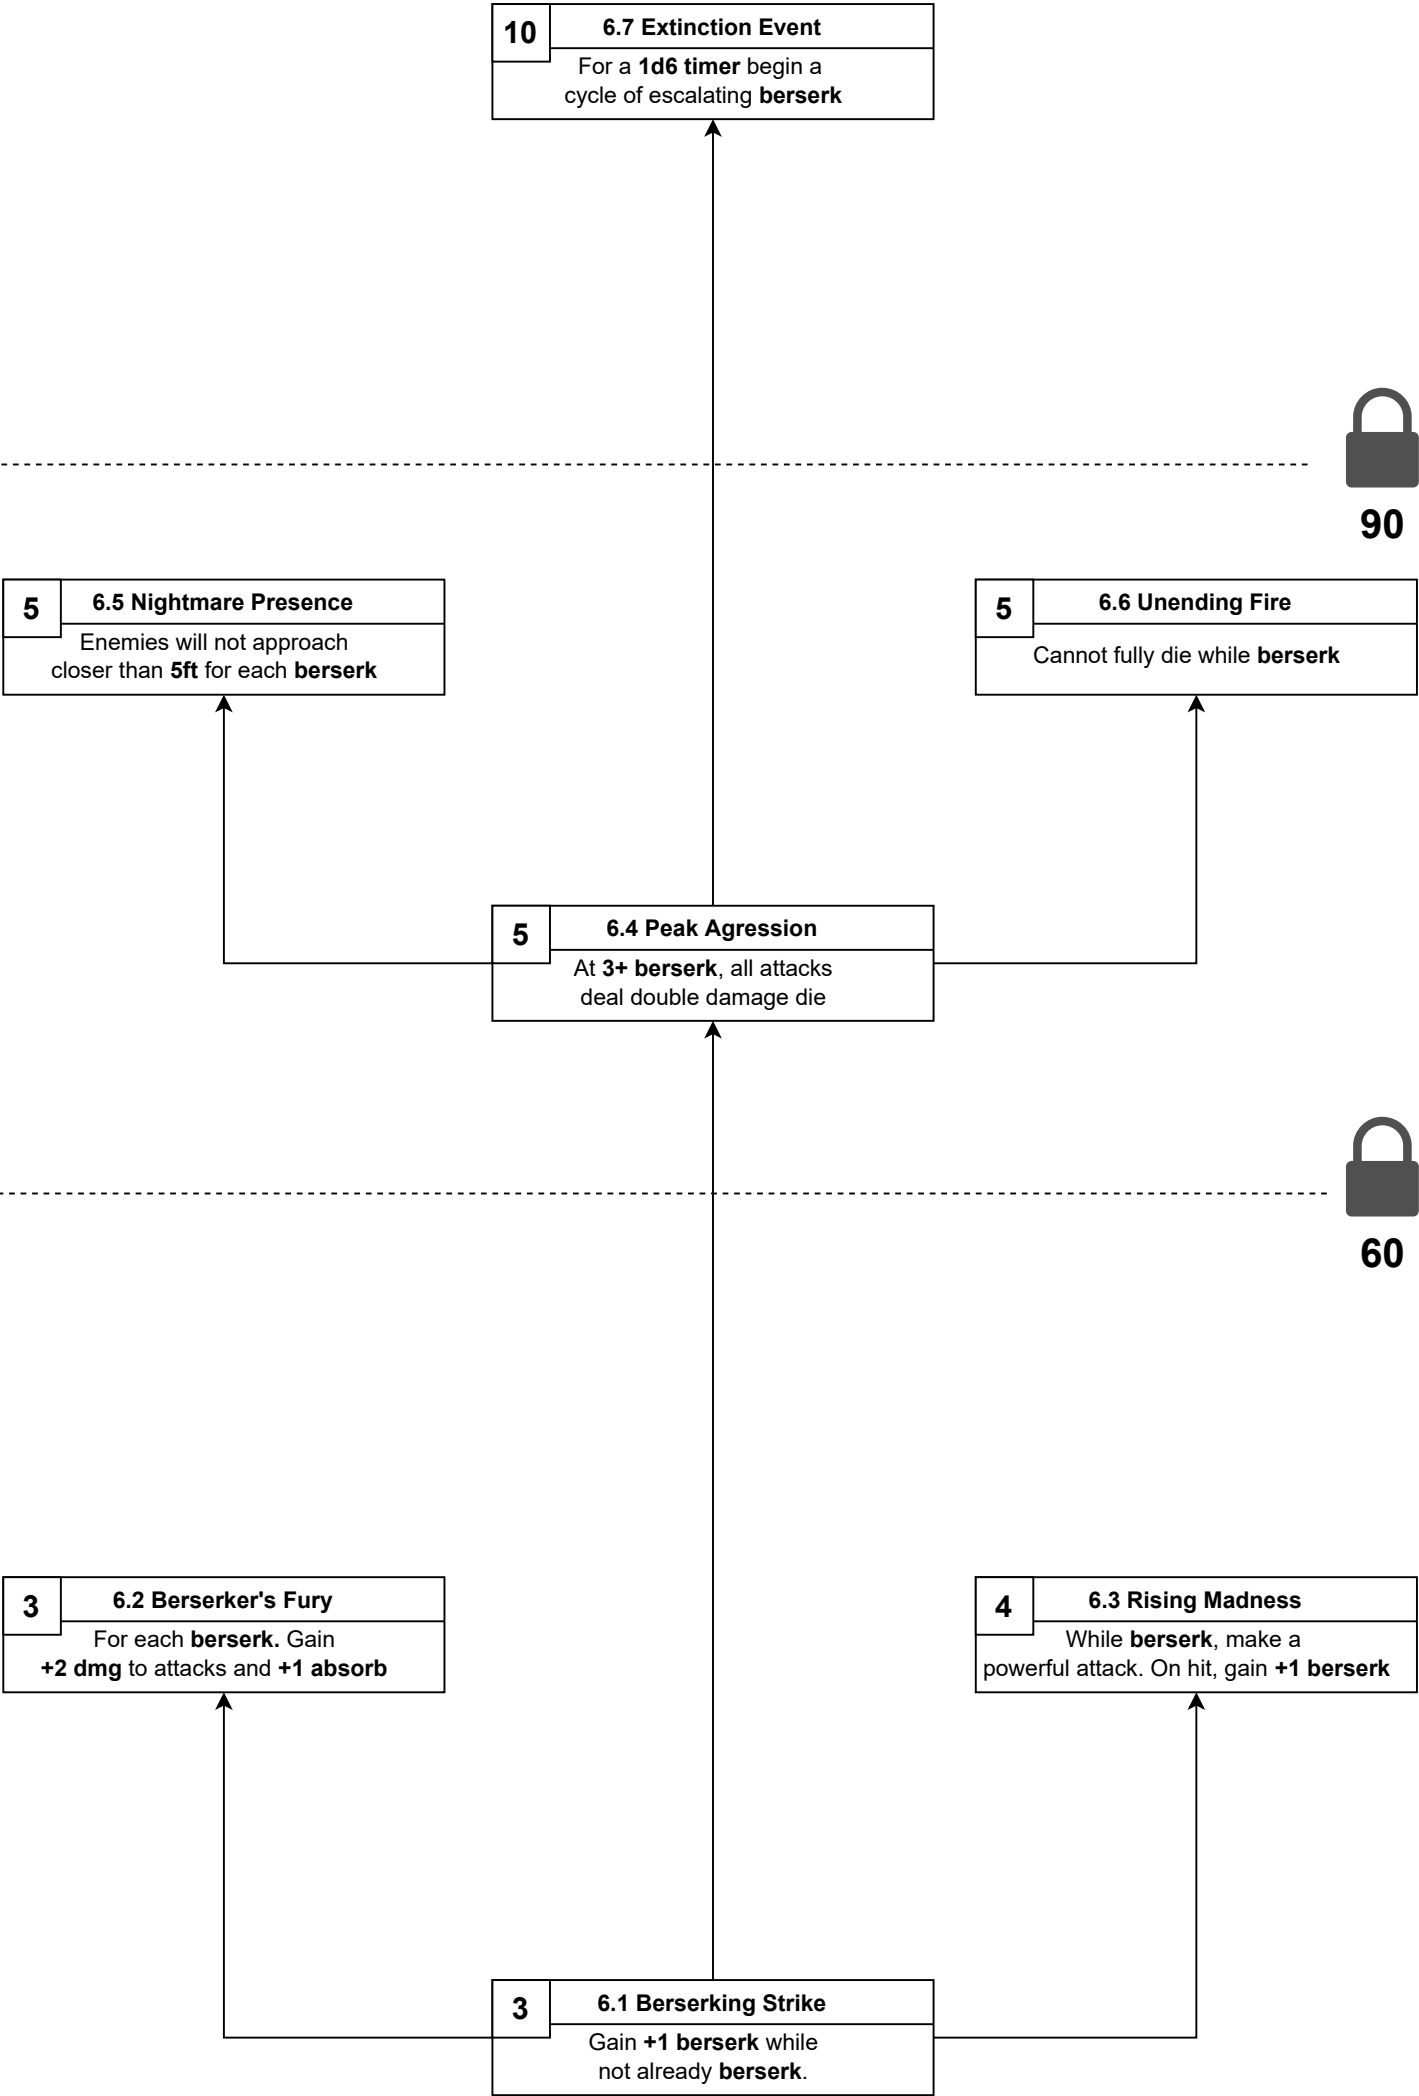 10
6.7 Extinction Event
For a 1d6 timer begin a
cycle of escalating berserk
90
5
6.5 Nightmare Presence
Enemies will not approach
closer than 5ft for each berserk
5
6.6 Unending Fire
Cannot fully die while berserk
5
6.4 Peak Agression
At 3+ berserk, all attacks
deal double damage die
60
3
6.2 Berserker's Fury
For each berserk. Gain
+2 dmg to attacks and +1 absorb
4
6.3 Rising Madness
While berserk, make a
powerful attack. On hit, gain +1 berserk
3
6.1 Berserking Strike
Gain +1 berserk while
not already berserk.